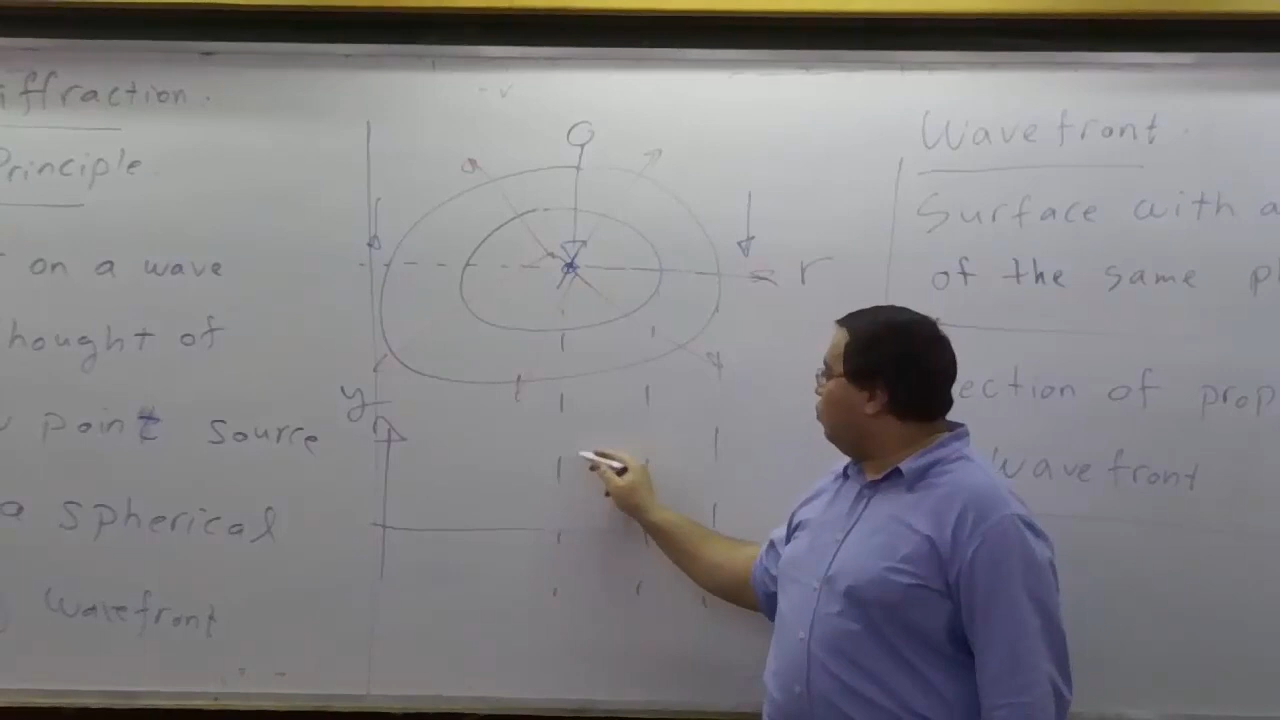 ffraction.
Principle.
on a wave
hought of
point source
a spherical
wavefront
r
y
Wavefront.
Surface with a
of the same p
ection of prop
Wavefront